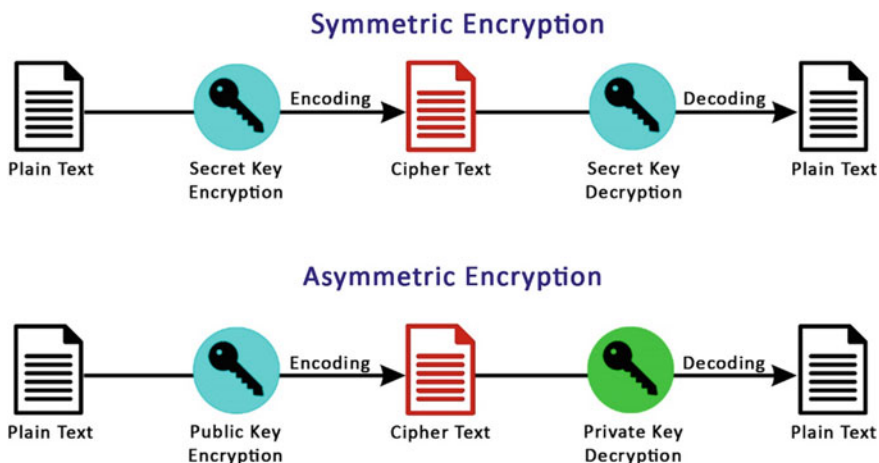 Symmetric Encryption
Encoding
Decoding
Plain Text
Secret Key
Encryption
Cipher Text
Secret Key
Decryption
Plain Text
Asymmetric Encryption
Encoding
Decoding
Plain Text
Public Key
Encryption
Cipher Text
Private Key
Decryption
Plain Text